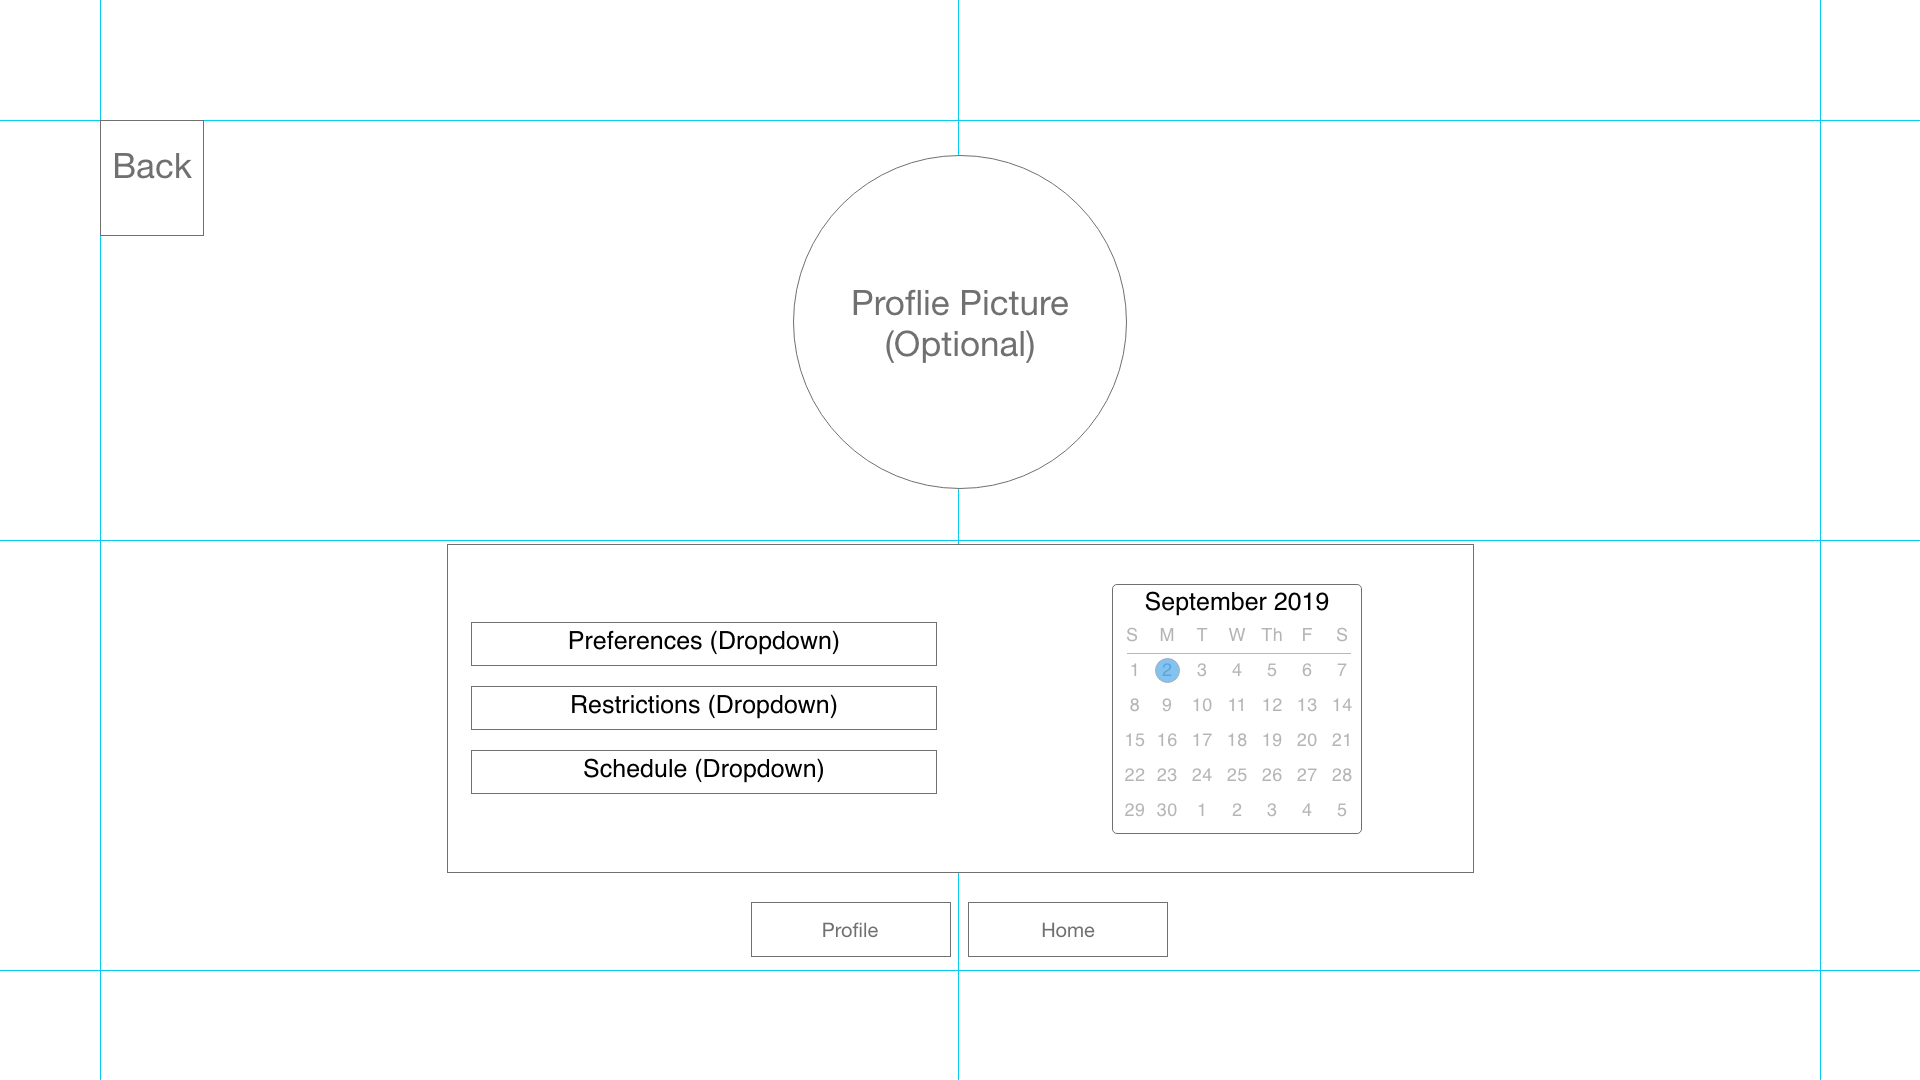 Back
Proflie Picture
(Optional)
Preferences (Dropdown)
Restrictions (Dropdown)
Schedule (Dropdown)
September 2019
S M T W Th F S
1 2 3 4 5 6 7
8 9 10 11 12 13 14
15 16 17 18 19 20 21
22 23 24 25 26 27 28
29 30 1 2 3 4 5
Profile
Home